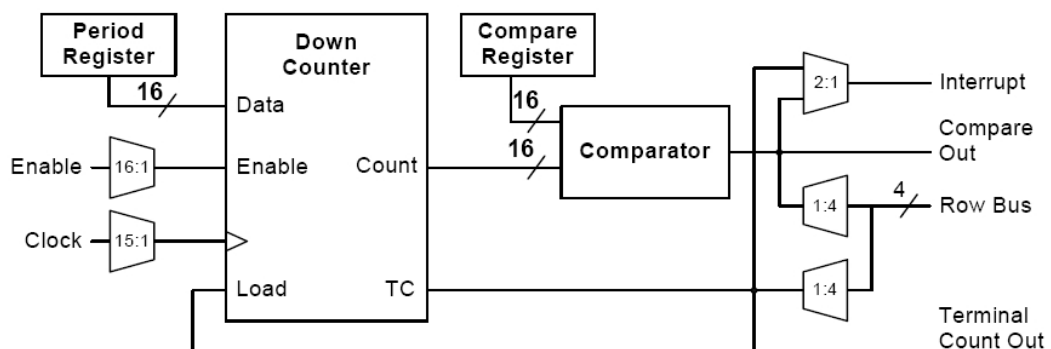 Period
Register
Down
Counter
Compare
Register
16
Data
16
2:1
Interrupt
Enable
16:1
Enable
Count
16
Comparator
Compare
Out
1:4
4
Row Bus
Clock
15:1
Load
TC
1:4
Terminal
Count Out